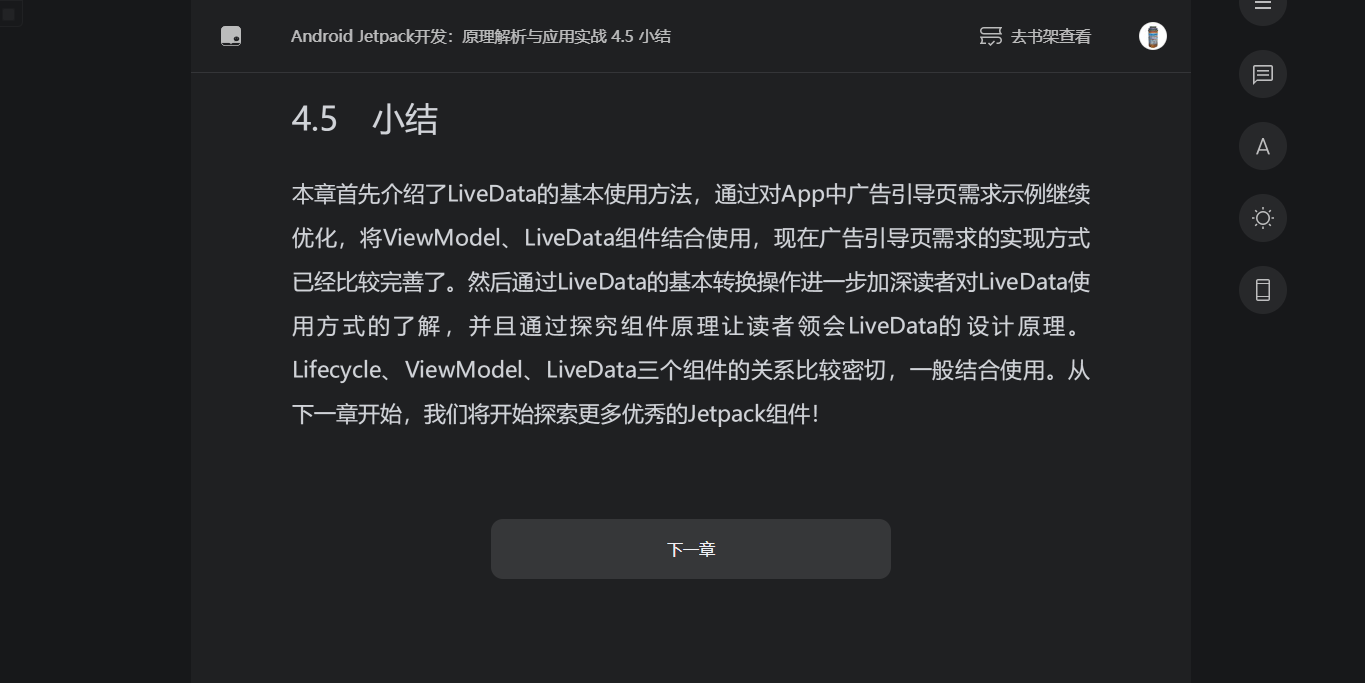 Android Jetpack开发：原理解析与应用实战 4.5 小结
去书架查看
4.5 小结
本章首先介绍了LiveData的基本使用方法，通过对App中广告引导页需求示例继续
优化，将ViewModel、LiveData组件结合使用，现在广告引导页需求的实现方式
已经比较完善了。然后通过LiveData的基本转换操作进一步加深读者对LiveData使
用方式的了解，并且通过探究组件原理让读者领会LiveData的设计原理。
Lifecycle、ViewModel、LiveData三个组件的关系比较密切，一般结合使用。从
下一章开始，我们将开始探索更多优秀的Jetpack组件！
下一章
A